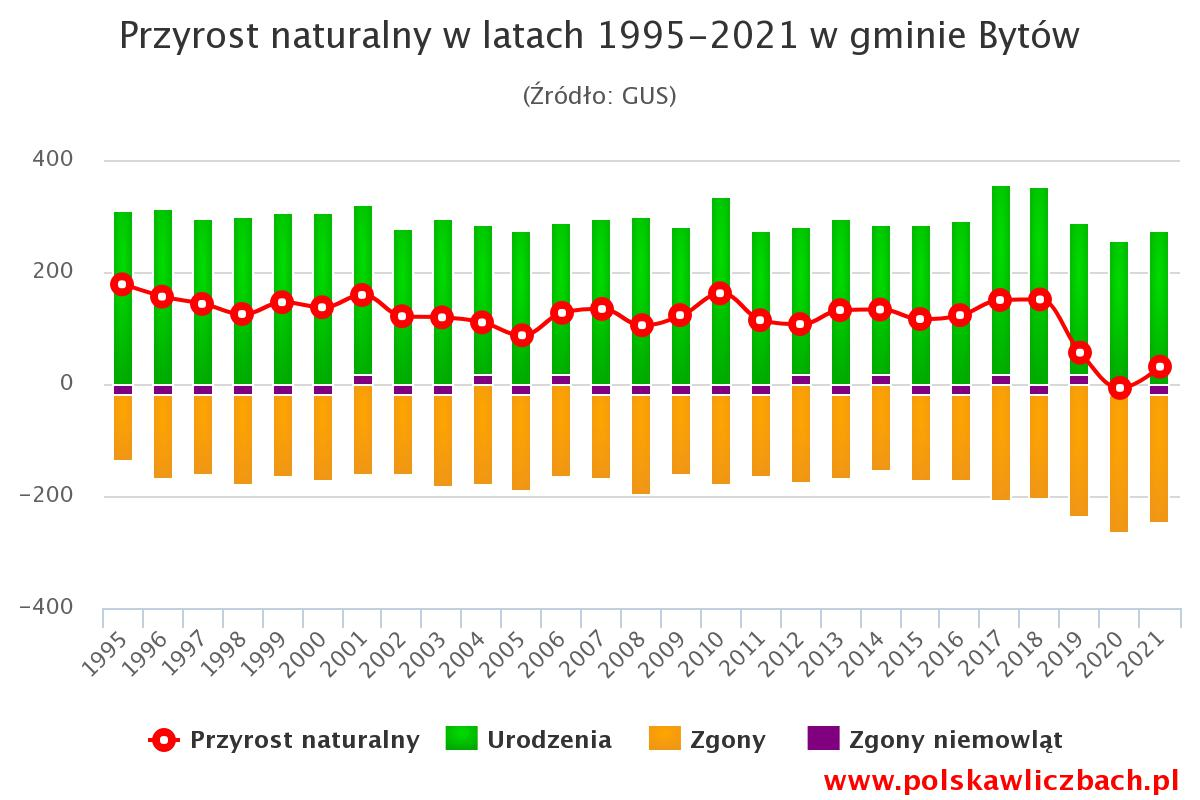 Przyrost naturalny w latach 1995-2021 w gminie Bytów
(Źródło: GUS)
400
200
0
-200
-400
1995 1996 1997 1998 1999 2000 2001 2002 2003 2004 2005 2006 2007 2008 2009 2010 2011 2012 2013 2014 2015 2016 2017 2018 2019 2020 2021
Przyrost naturalny Urodzenia Zgony Zgony niemowląt
www.polskawliczbach.pl